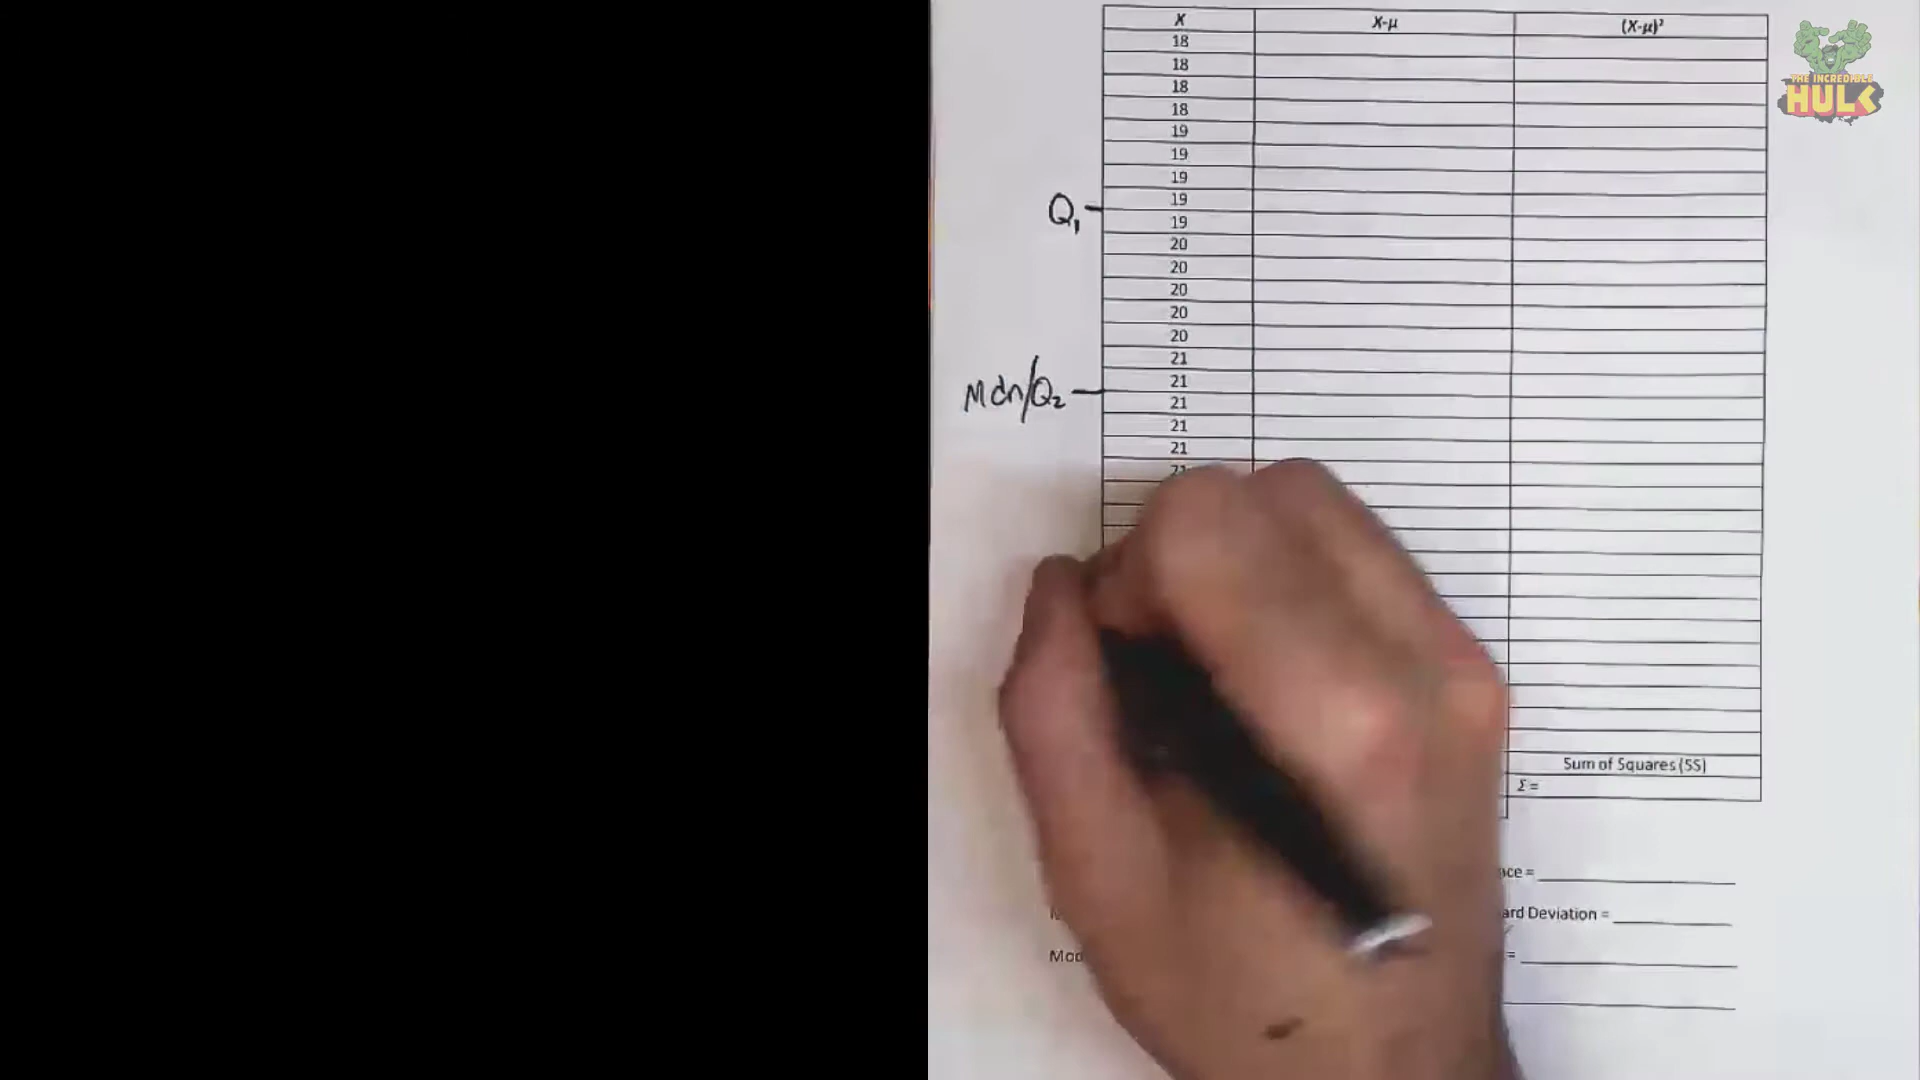 X X-μ (X-μ)²
18
18
18
18
19
19
19
Q₁ 19
19
20
20
20
20
20
21
Mdn/Q₂ 21
21
21
21
21
Sum of Squares (SS)
Σ =
=
ard Deviation =
=
THE INCREDIBLE
HULK